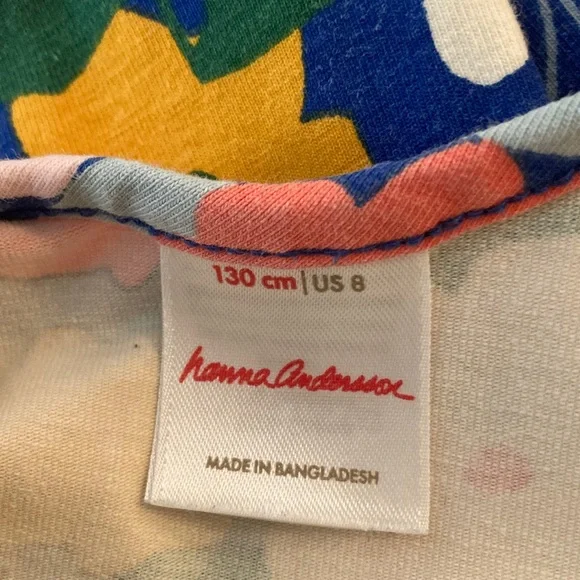 130 cm | US 8
hanna andersson
MADE IN BANGLADESH